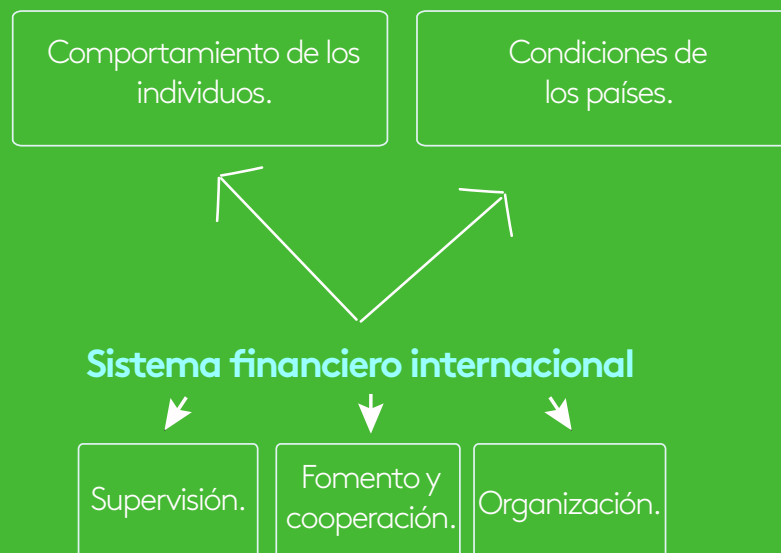 Comportamiento de los
individuos.
Condiciones de
los países.
Sistema financiero internacional
Supervisión.
Fomento y
cooperación.
Organización.